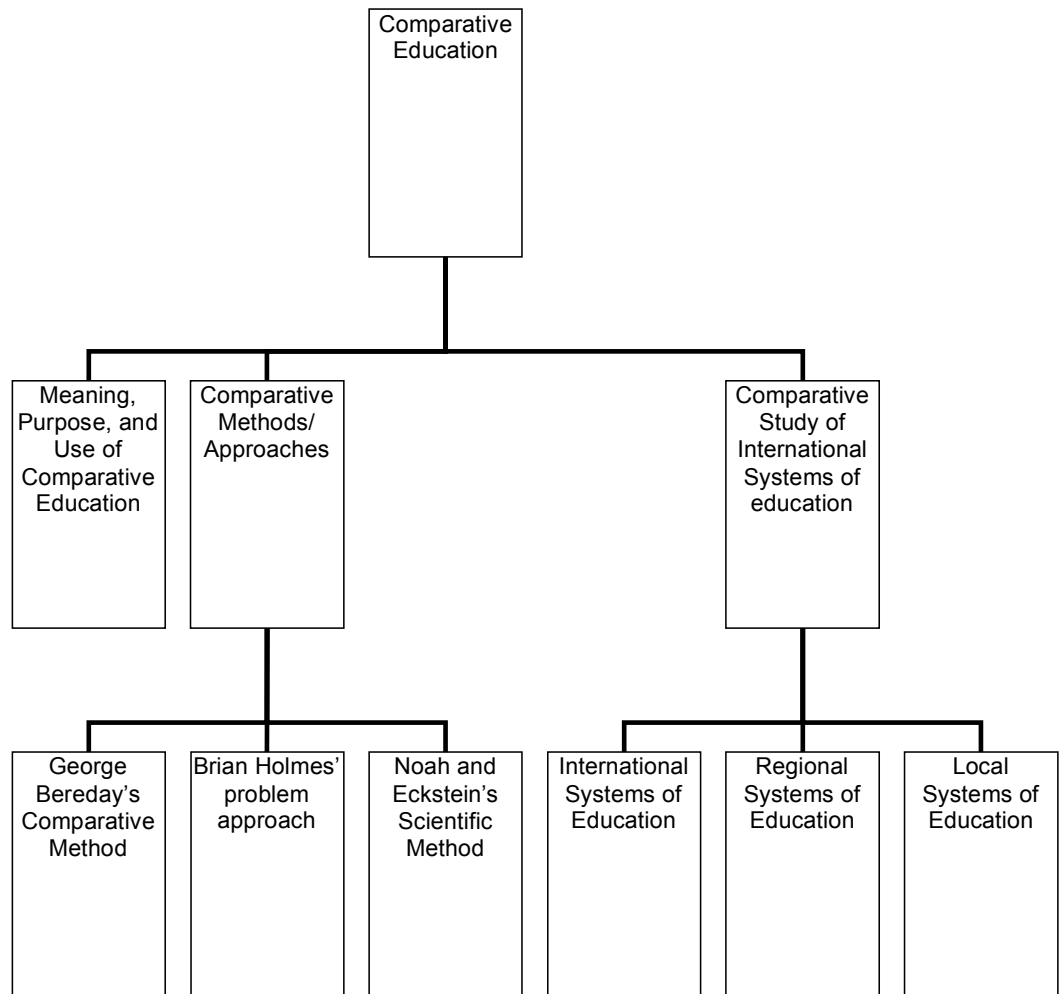 Comparative
Education
Meaning,
Purpose, and
Use of
Comparative
Education
Comparative
Methods/
Approaches
Comparative
Study of
International
Systems of
education
George
Bereday’s
Comparative
Method
Brian Holmes’
problem
approach
Noah and
Eckstein’s
Scientific
Method
International
Systems of
Education
Regional
Systems of
Education
Local
Systems of
Education